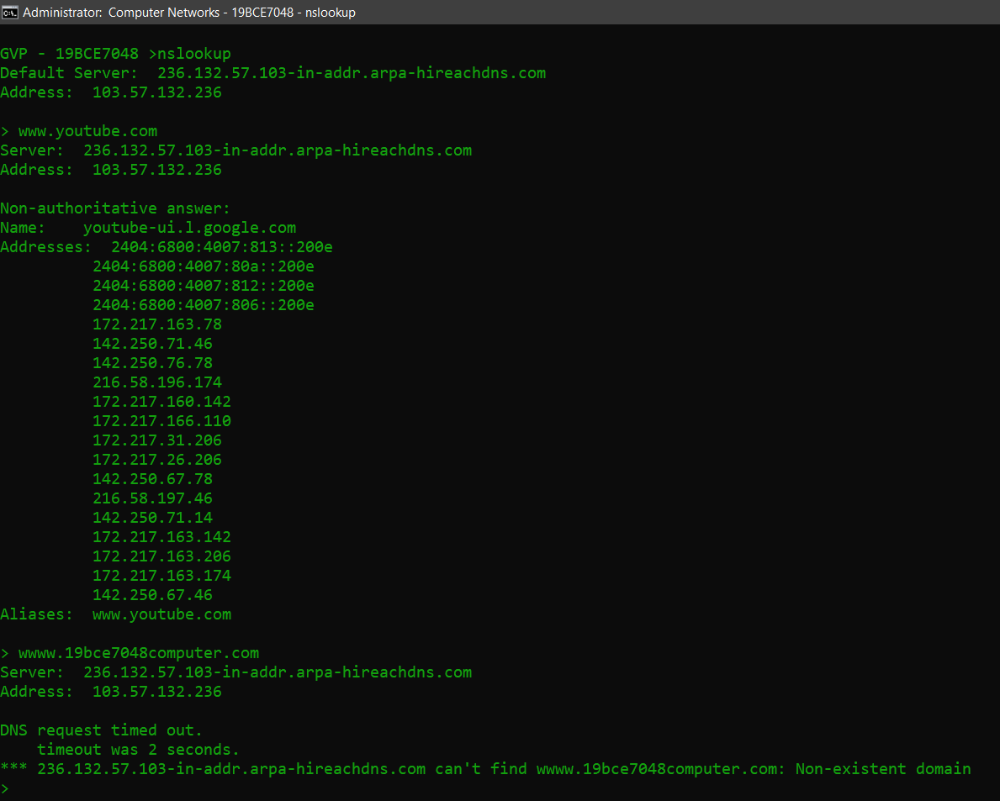 Administrator: Computer Networks - 19BCE7048 - nslookup
GVP - 19BCE7048 >nslookup
Default Server:  236.132.57.103-in-addr.arpa-hireachdns.com
Address:  103.57.132.236
> www.youtube.com
Server:  236.132.57.103-in-addr.arpa-hireachdns.com
Address:  103.57.132.236
Non-authoritative answer:
Name:    youtube-ui.l.google.com
Addresses:  2404:6800:4007:813::200e
2404:6800:4007:80a::200e
2404:6800:4007:812::200e
2404:6800:4007:806::200e
172.217.163.78
142.250.71.46
142.250.76.78
216.58.196.174
172.217.160.142
172.217.166.110
172.217.31.206
172.217.26.206
142.250.67.78
216.58.197.46
142.250.71.14
172.217.163.142
172.217.163.206
172.217.163.174
142.250.67.46
Aliases:  www.youtube.com
> wwww.19bce7048computer.com
Server:  236.132.57.103-in-addr.arpa-hireachdns.com
Address:  103.57.132.236
DNS request timed out.
timeout was 2 seconds.
*** 236.132.57.103-in-addr.arpa-hireachdns.com can't find wwww.19bce7048computer.com: Non-existent domain
>